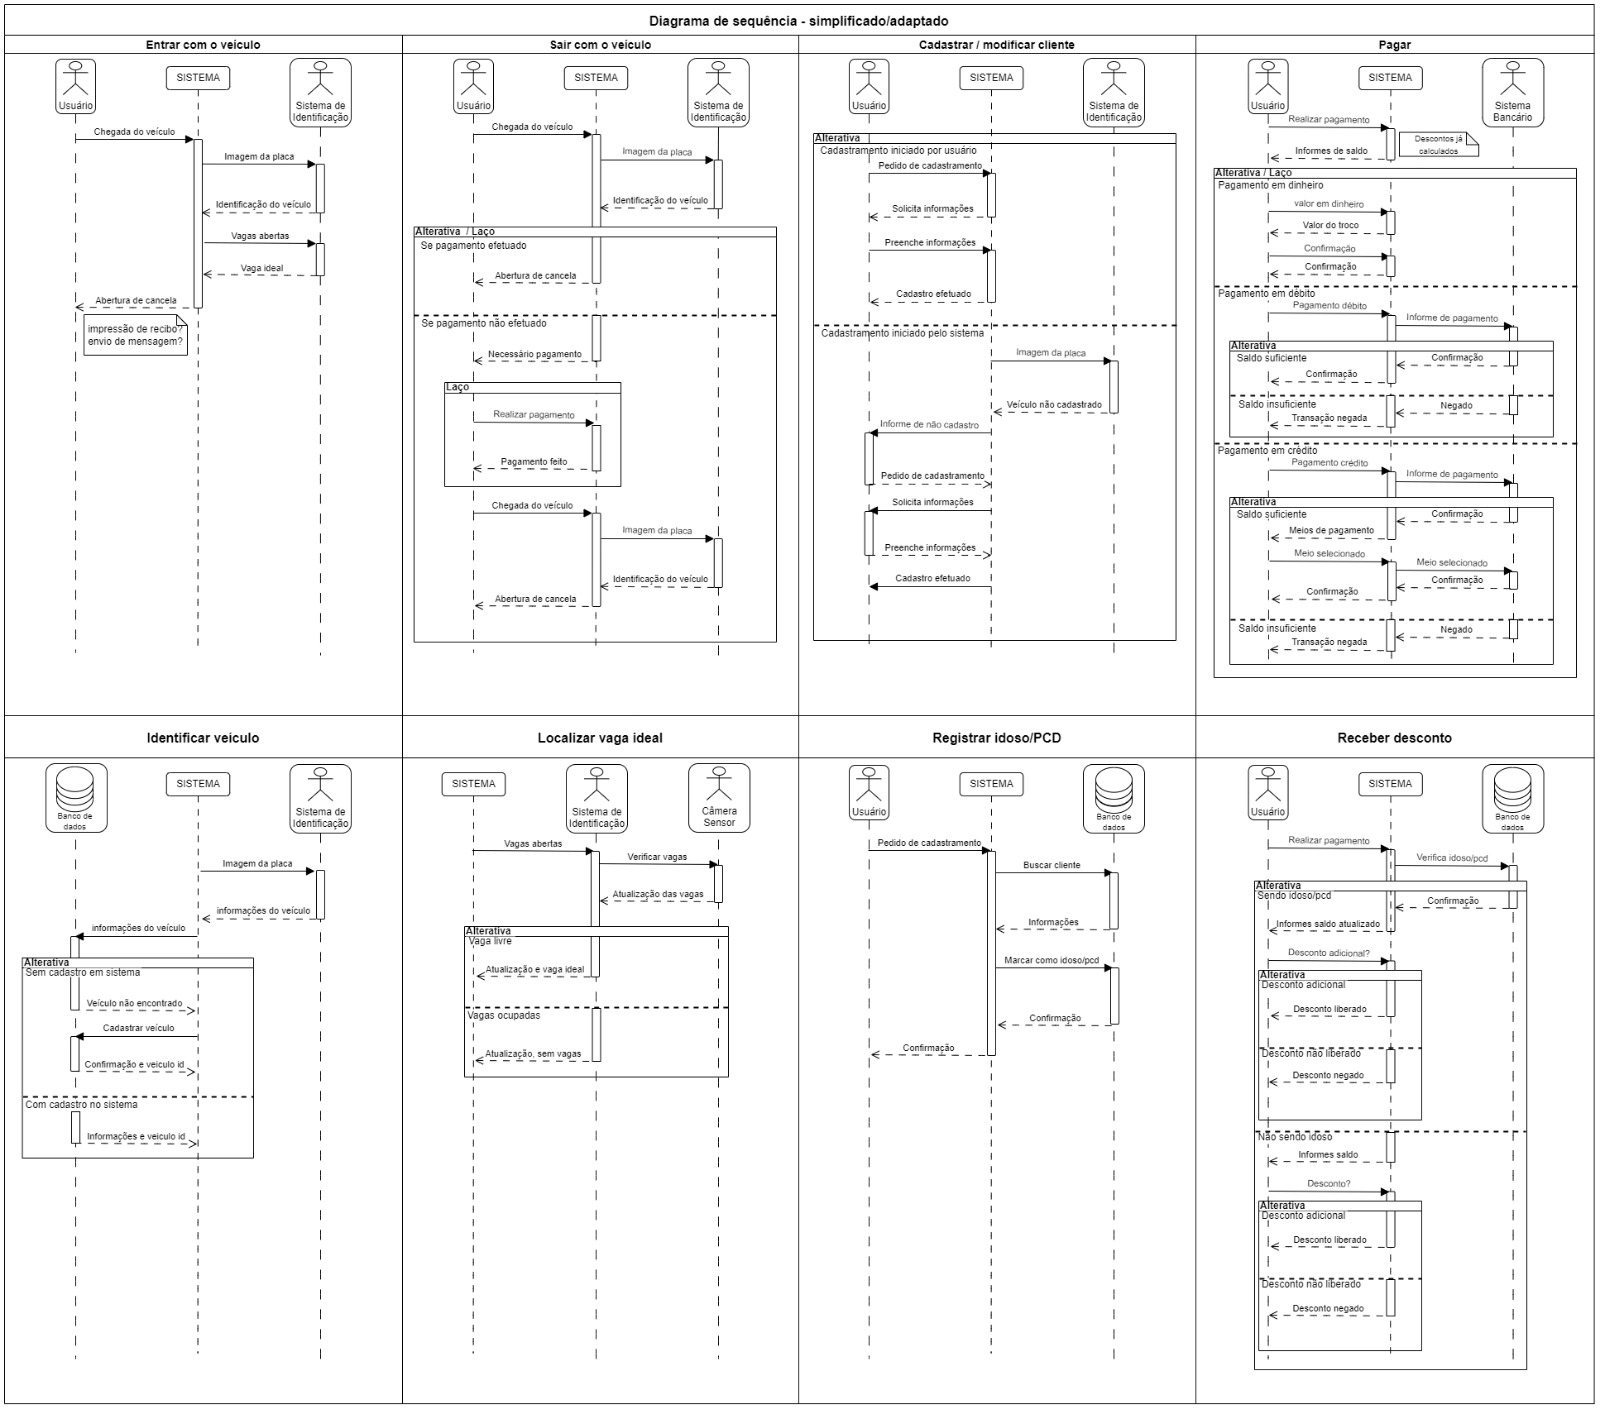 Diagrama de sequência - simplificado/adaptado
Entrar com o veículo
Usuário
SISTEMA
Sistema de
Identificação
Chegada do veículo
Imagem da placa
Identificação do veículo
Vagas abertas
Vaga ideal
Abertura de cancela
impressão de recibo?
envio de mensagem?
Sair com o veículo
Usuário
SISTEMA
Sistema de
Identificação
Chegada do veículo
Imagem da placa
Identificação do veículo
Alterativa / Laço
Se pagamento efetuado
Abertura de cancela
Se pagamento não efetuado
Necessário pagamento
Laço
Realizar pagamento
Pagamento feito
Chegada do veículo
Imagem da placa
Identificação do veículo
Abertura de cancela
Cadastrar / modificar cliente
Usuário
SISTEMA
Sistema de
Identificação
Alterativa
Cadastramento iniciado por usuário
Pedido de cadastramento
Solicita informações
Preenche informações
Cadastro efetuado
Cadastramento iniciado pelo sistema
Imagem da placa
Veículo não cadastrado
Informe de não cadastro
Pedido de cadastramento
Solicita informações
Preenche informações
Cadastro efetuado
Pagar
Usuário
SISTEMA
Sistema
Bancário
Realizar pagamento
Descontos já
calculados
Informes de saldo
Alterativa / Laço
Pagamento em dinheiro
valor em dinheiro
Valor do troco
Confirmação
Confirmação
Pagamento em débito
Pagamento débito
Informe de pagamento
Alterativa
Saldo suficiente
Confirmação
Confirmação
Saldo insuficiente
Negado
Transação negada
Pagamento em crédito
Pagamento crédito
Informe de pagamento
Alterativa
Saldo suficiente
Confirmação
Meios de pagamento
Meio selecionado
Meio selecionado
Confirmação
Confirmação
Saldo insuficiente
Negado
Transação negada
Identificar veículo
Banco de
dados
SISTEMA
Sistema de
Identificação
Imagem da placa
informações do veículo
informações do veículo
Alterativa
Sem cadastro em sistema
Veículo não encontrado
Cadastrar veículo
Confirmação e veiculo id
Com cadastro no sistema
Informações e veiculo id
Localizar vaga ideal
SISTEMA
Sistema de
Identificação
Câmera
Sensor
Vagas abertas
Verificar vagas
Atualização das vagas
Alterativa
Vaga livre
Atualização e vaga ideal
Vagas ocupadas
Atualização, sem vagas
Registrar idoso/PCD
Usuário
SISTEMA
Banco de
dados
Pedido de cadastramento
Buscar cliente
Informações
Marcar como idoso/pcd
Confirmação
Confirmação
Receber desconto
Usuário
SISTEMA
Banco de
dados
Realizar pagamento
Verifica idoso/pcd
Alterativa
Sendo idoso/pcd
Confirmação
Informes saldo atualizado
Desconto adicional?
Alterativa
Desconto adicional
Desconto liberado
Desconto não liberado
Desconto negado
Não sendo idoso
Informes saldo
Desconto?
Alterativa
Desconto adicional
Desconto liberado
Desconto não liberado
Desconto negado